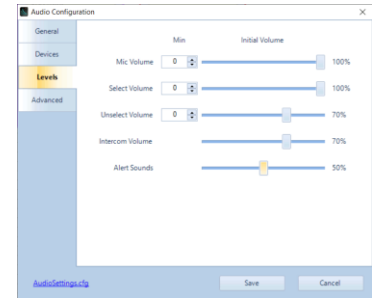 Audio Configuration
General
Devices
Levels
Advanced
Min Initial Volume
Mic Volume 0 100%
Select Volume 0 100%
Unselect Volume 0 70%
Intercom Volume 70%
Alert Sounds 50%
AudioSettings.cfg Save Cancel